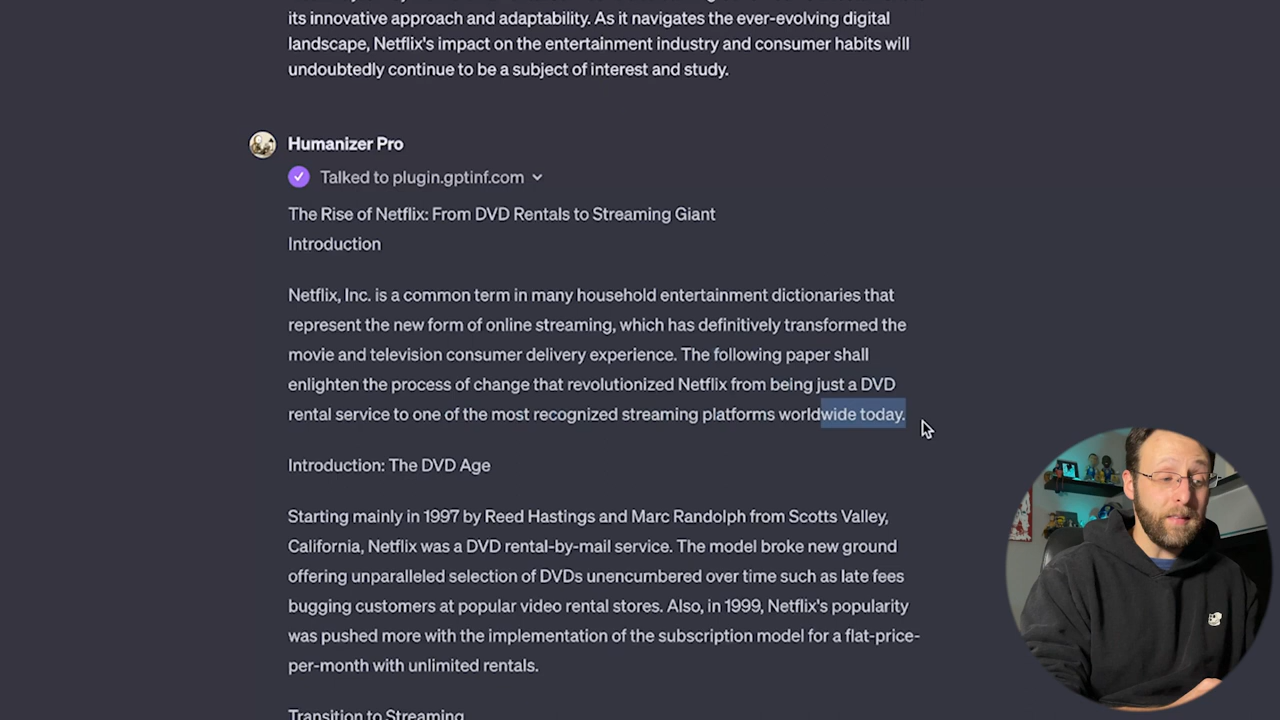 its innovative approach and adaptability. As it navigates the ever-evolving digital
landscape, Netflix's impact on the entertainment industry and consumer habits will
undoubtedly continue to be a subject of interest and study.
Humanizer Pro
Talked to plugin.gptinf.com
The Rise of Netflix: From DVD Rentals to Streaming Giant
Introduction
Netflix, Inc. is a common term in many household entertainment dictionaries that
represent the new form of online streaming, which has definitively transformed the
movie and television consumer delivery experience. The following paper shall
enlighten the process of change that revolutionized Netflix from being just a DVD
rental service to one of the most recognized streaming platforms worldwide today.
Introduction: The DVD Age
Starting mainly in 1997 by Reed Hastings and Marc Randolph from Scotts Valley,
California, Netflix was a DVD rental-by-mail service. The model broke new ground
offering unparalleled selection of DVDs unencumbered over time such as late fees
bugging customers at popular video rental stores. Also, in 1999, Netflix's popularity
was pushed more with the implementation of the subscription model for a flat-price-
per-month with unlimited rentals.
Transition to Streaming